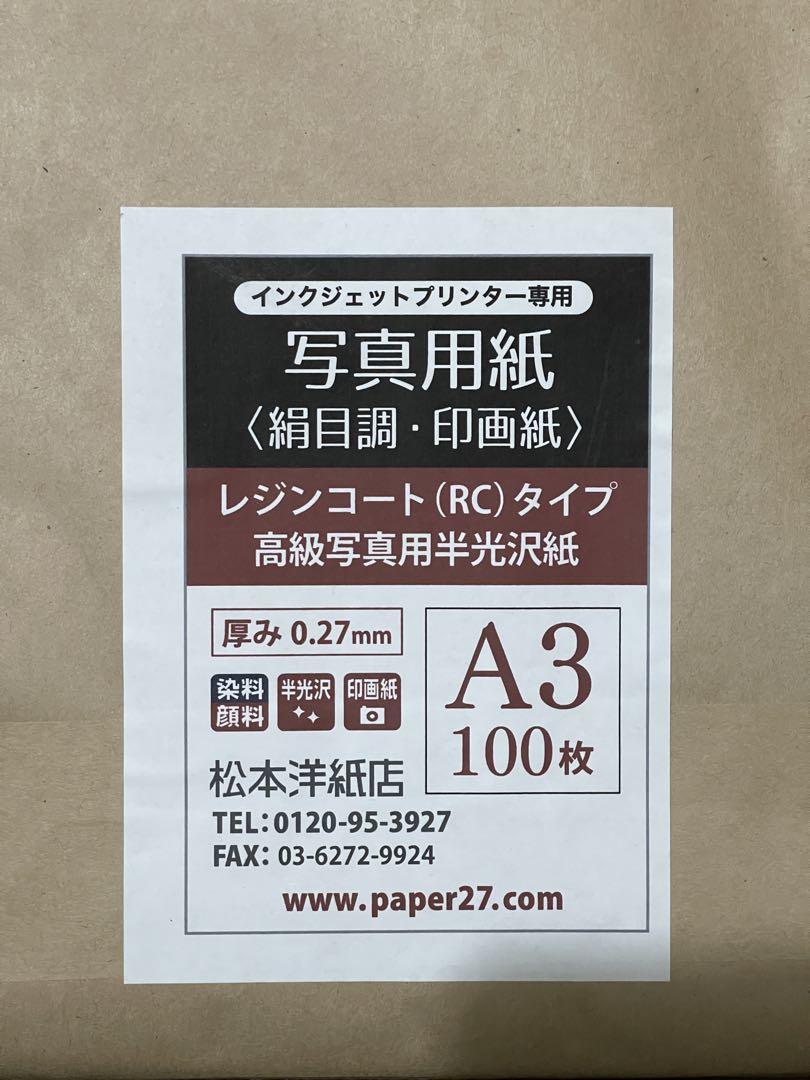 インクジェットプリンター専用
写真用紙
〈絹目調・印画紙〉
レジンコート(RC)タイプ
高級写真用半光沢紙
厚み 0.27mm
A3
100枚
染料
顔料
半光沢
印画紙
松本洋紙店
TEL:0120-95-3927
FAX: 03-6272-9924
www.paper27.com